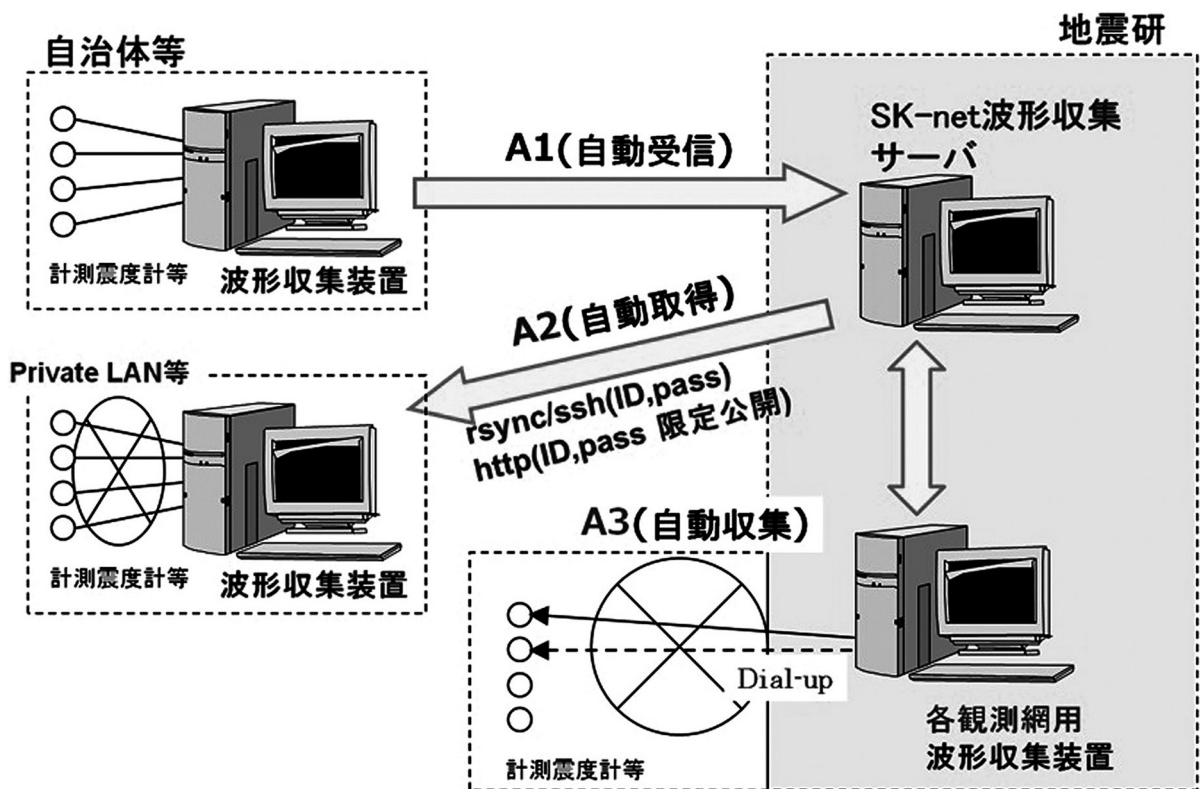 自治体等
地震研
SK-net波形収集
サーバ
A1(自動受信)
計測震度計等
波形収集装置
A2(自動取得)
rsync/ssh(ID,pass)
http(ID,pass 限定公開)
Private LAN等
計測震度計等
波形収集装置
A3(自動収集)
Dial-up
計測震度計等
各観測網用
波形収集装置